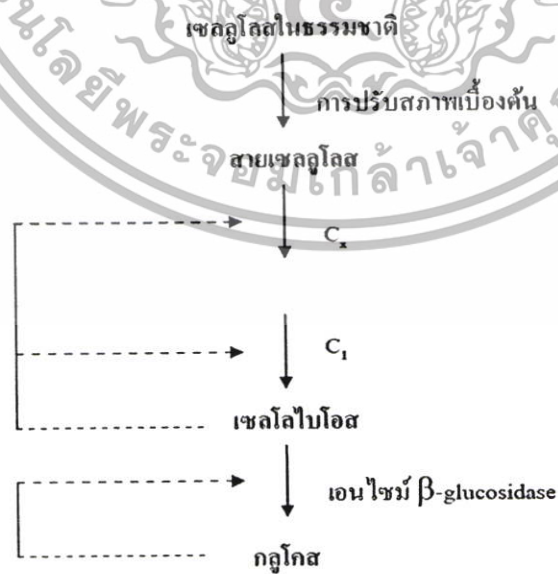 เซลลูโลสในธรรมชาติ
การปรับสภาพเบื้องต้น
สายเซลลูโลส
Cx
C1
เซลโลไบโอส
เอนไซม์ β-glucosidase
กลูโคส